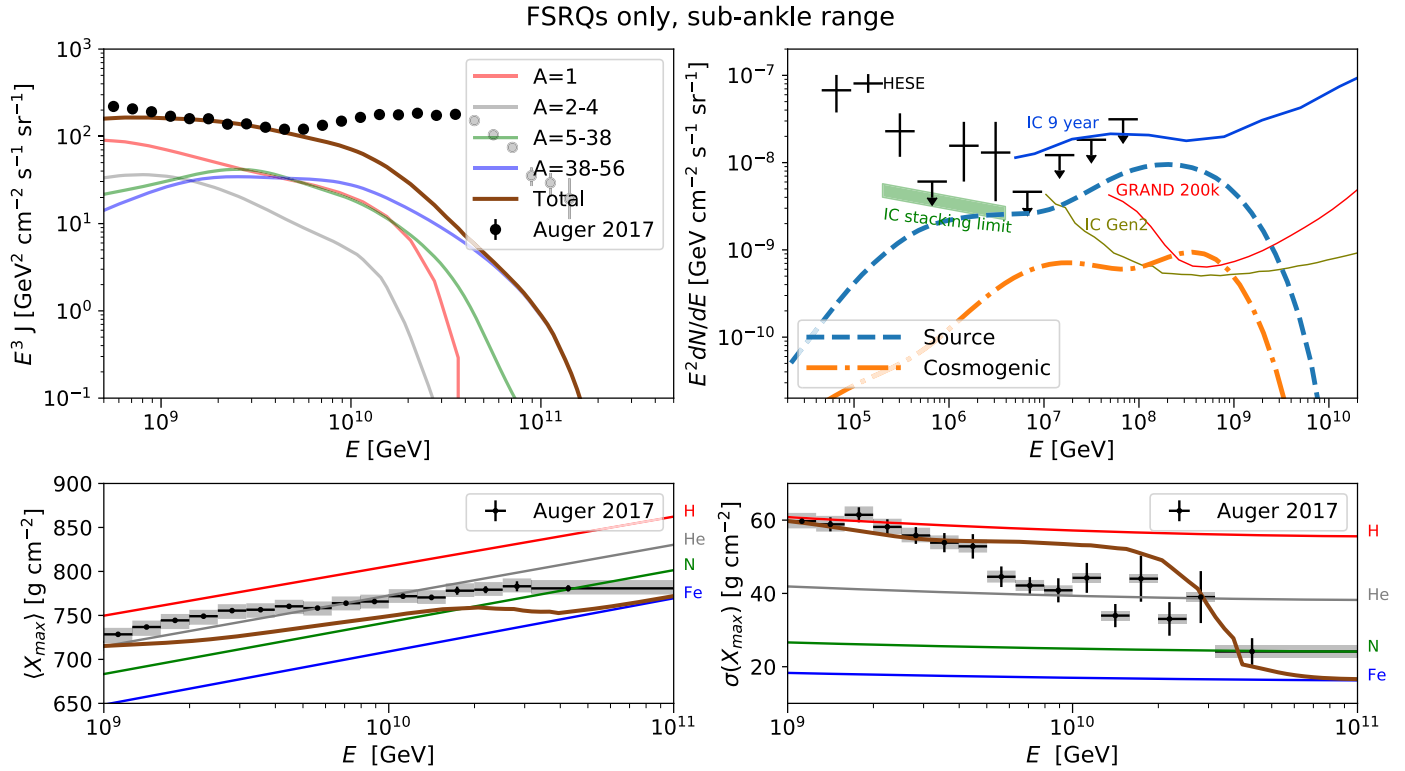 FSRQs only, sub-ankle range
10³
10²
10¹
10⁰
10⁻¹
E³ J [GeV² cm⁻² s⁻¹ sr⁻¹]
A=1
A=2-4
A=5-38
A=38-56
Total
Auger 2017
10⁹ 10¹⁰ 10¹¹
E [GeV]
10⁻⁷
10⁻⁸
10⁻⁹
10⁻¹⁰
E²dN/dE [GeV cm⁻² s⁻¹ sr⁻¹]
HESE
IC 9 year
GRAND 200k
IC stacking limit
IC Gen2
Source
Cosmogenic
10⁵ 10⁶ 10⁷ 10⁸ 10⁹ 10¹⁰
E [GeV]
900
850
800
750
700
650
⟨X_max⟩ [g cm⁻²]
Auger 2017
H
He
N
Fe
10⁹ 10¹⁰ 10¹¹
E [GeV]
60
40
20
σ(X_max) [g cm⁻²]
Auger 2017
H
He
N
Fe
10⁹ 10¹⁰ 10¹¹
E [GeV]